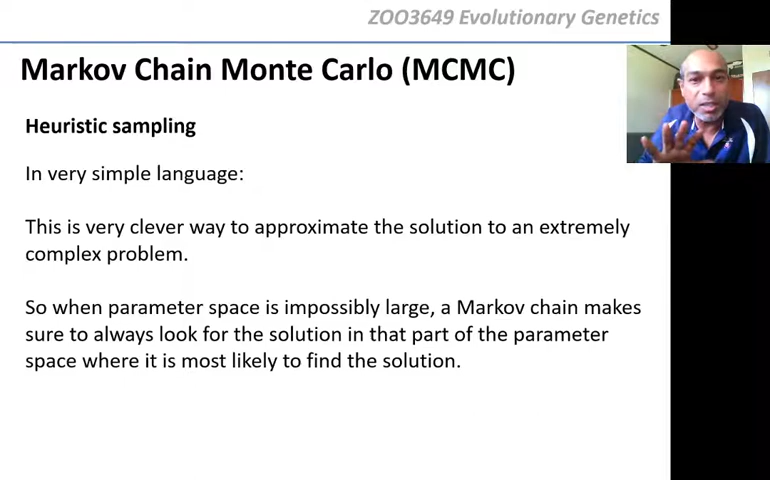 ZOO3649 Evolutionary Genetics
Markov Chain Monte Carlo (MCMC)
Heuristic sampling
In very simple language:
This is very clever way to approximate the solution to an extremely
complex problem.
So when parameter space is impossibly large, a Markov chain makes
sure to always look for the solution in that part of the parameter
space where it is most likely to find the solution.